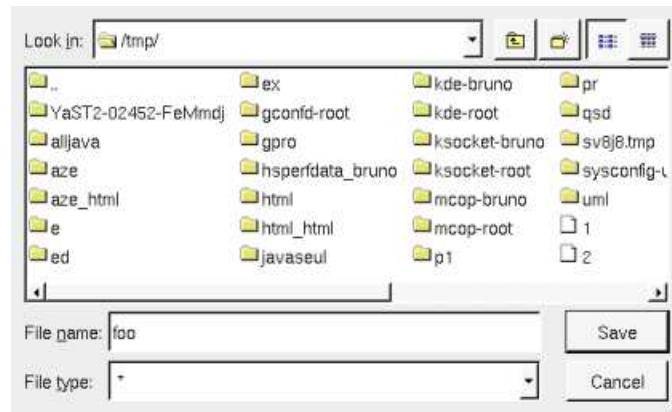 Look in: /tmp/
.. ex kde-bruno pr
YaST2-02452-FeMmdj gconfd-root kde-root qsd
alljava gpro ksocket-bruno sv8j8.tmp
aze hsperfdata_bruno ksocket-root sysconfig-u
aze_html html mcop-bruno uml
e html_html mcop-root 1
ed javaseul p1 2
File name: foo Save
File type: * Cancel